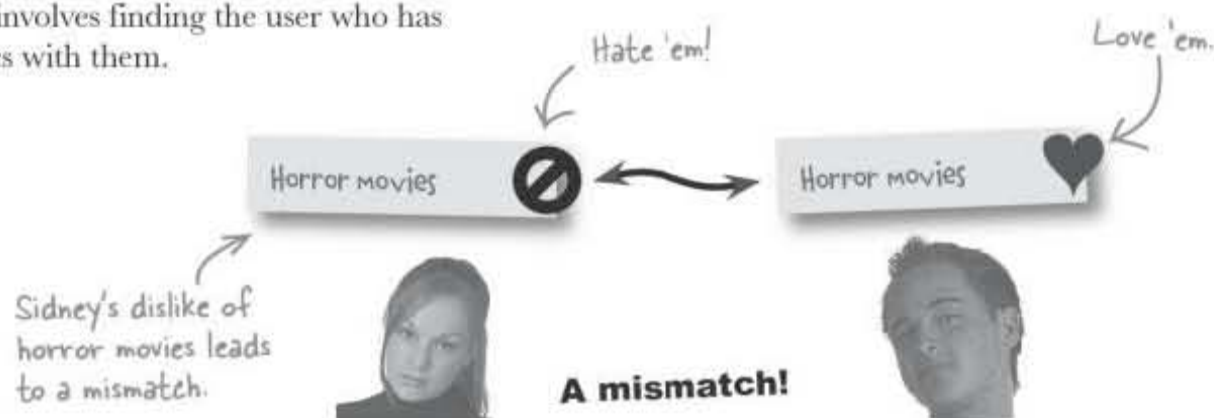 involves finding the user who has
s with them.
Hate 'em!
Love 'em.
Horror movies
Horror movies
Sidney's dislike of
horror movies leads
to a mismatch.
A mismatch!